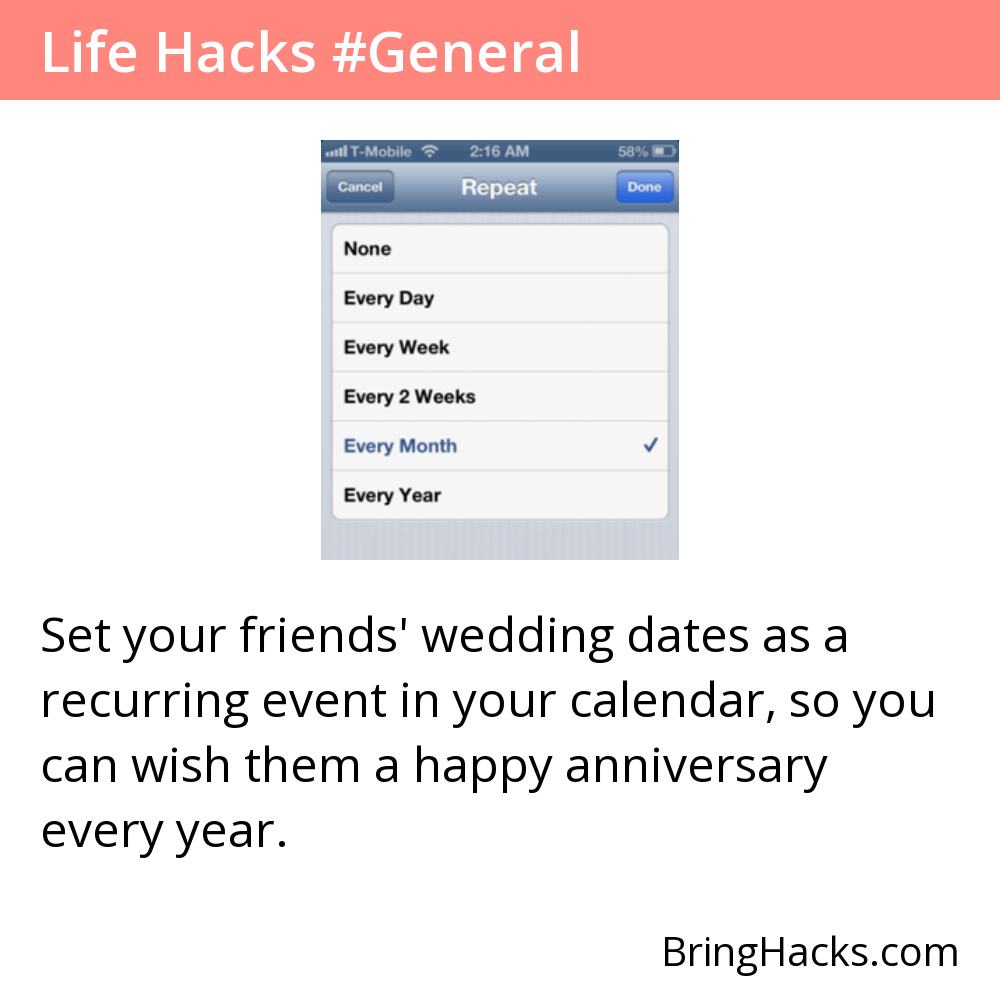 Life Hacks #General
T-Mobile 2:16 AM 58%
Cancel Repeat Done
None
Every Day
Every Week
Every 2 Weeks
Every Month
Every Year
Set your friends' wedding dates as a
recurring event in your calendar, so you
can wish them a happy anniversary
every year.
BringHacks.com